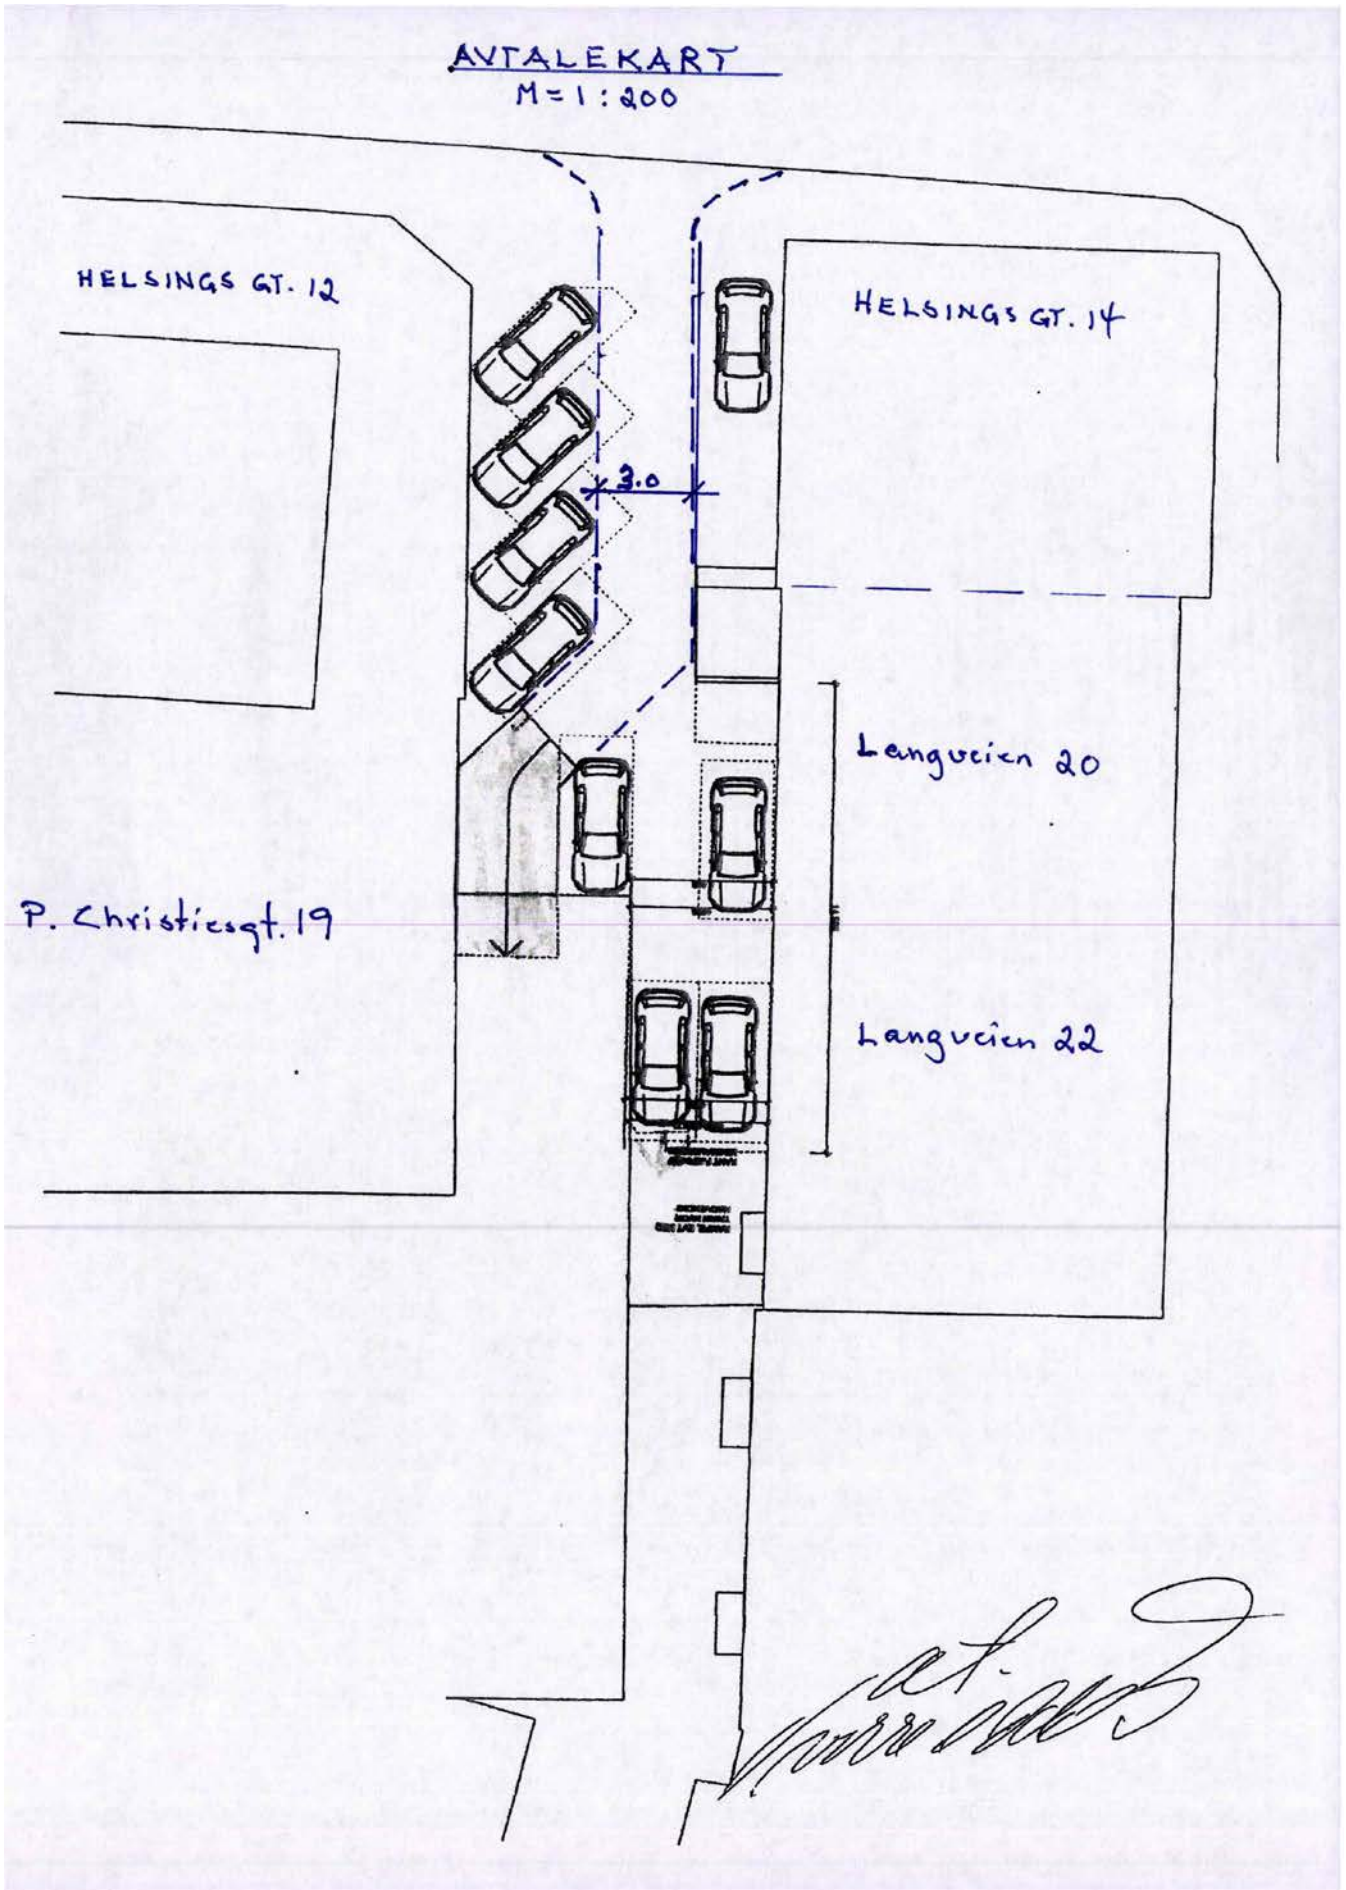 AVTALEKART
M = 1 : 200
HELSINGS GT. 12
HELSINGS GT. 14
3.0
Langveien 20
P. Christiesgt. 19
Langveien 22